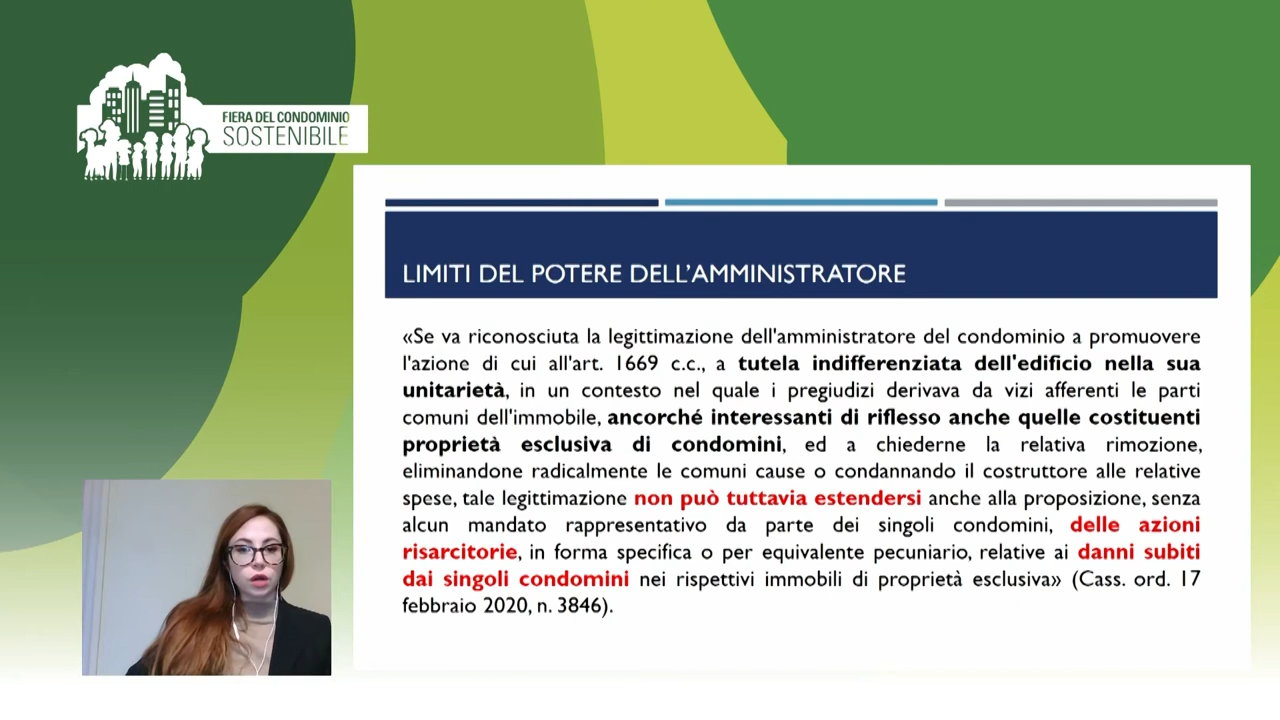 FIERA DEL CONDOMINIO
SOSTENIBILE
LIMITI DEL POTERE DELL'AMMINISTRATORE
«Se va riconosciuta la legittimazione dell'amministratore del condominio a promuovere
l'azione di cui all'art. 1669 c.c., a tutela indifferenziata dell'edificio nella sua
unitarietà, in un contesto nel quale i pregiudizi derivava da vizi afferenti le parti
comuni dell'immobile, ancorché interessanti di riflesso anche quelle costituenti
proprietà esclusiva di condomini, ed a chiederne la relativa rimozione,
eliminandone radicalmente le comuni cause o condannando il costruttore alle relative
spese, tale legittimazione non può tuttavia estendersi anche alla proposizione, senza
alcun mandato rappresentativo da parte dei singoli condomini, delle azioni
risarcitorie, in forma specifica o per equivalente pecuniario, relative ai danni subiti
dai singoli condomini nei rispettivi immobili di proprietà esclusiva» (Cass. ord. 17
febbraio 2020, n. 3846).